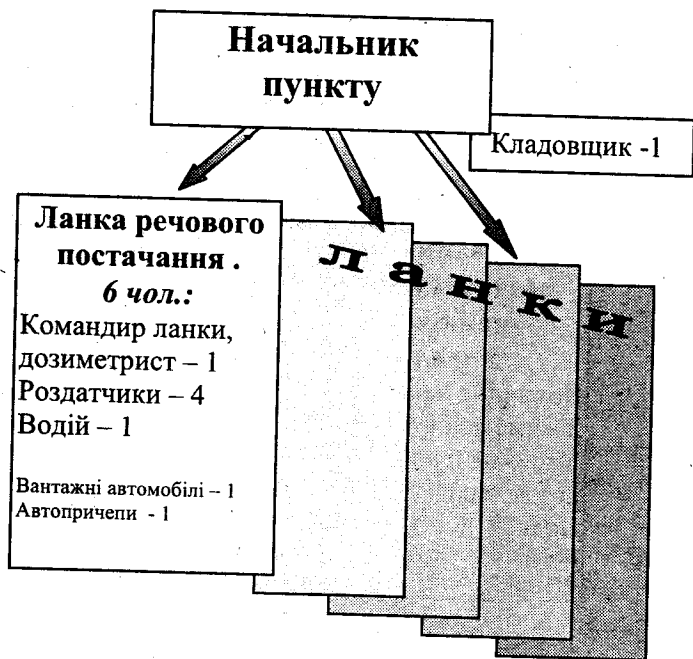 Начальник
пункту
Кладовщик -1
Ланка речового
постачання .
6 чол.:
Командир ланки,
дозиметрист – 1
Роздатчики – 4
Водій – 1
Вантажні автомобілі – 1
Автопричепи - 1
ланки